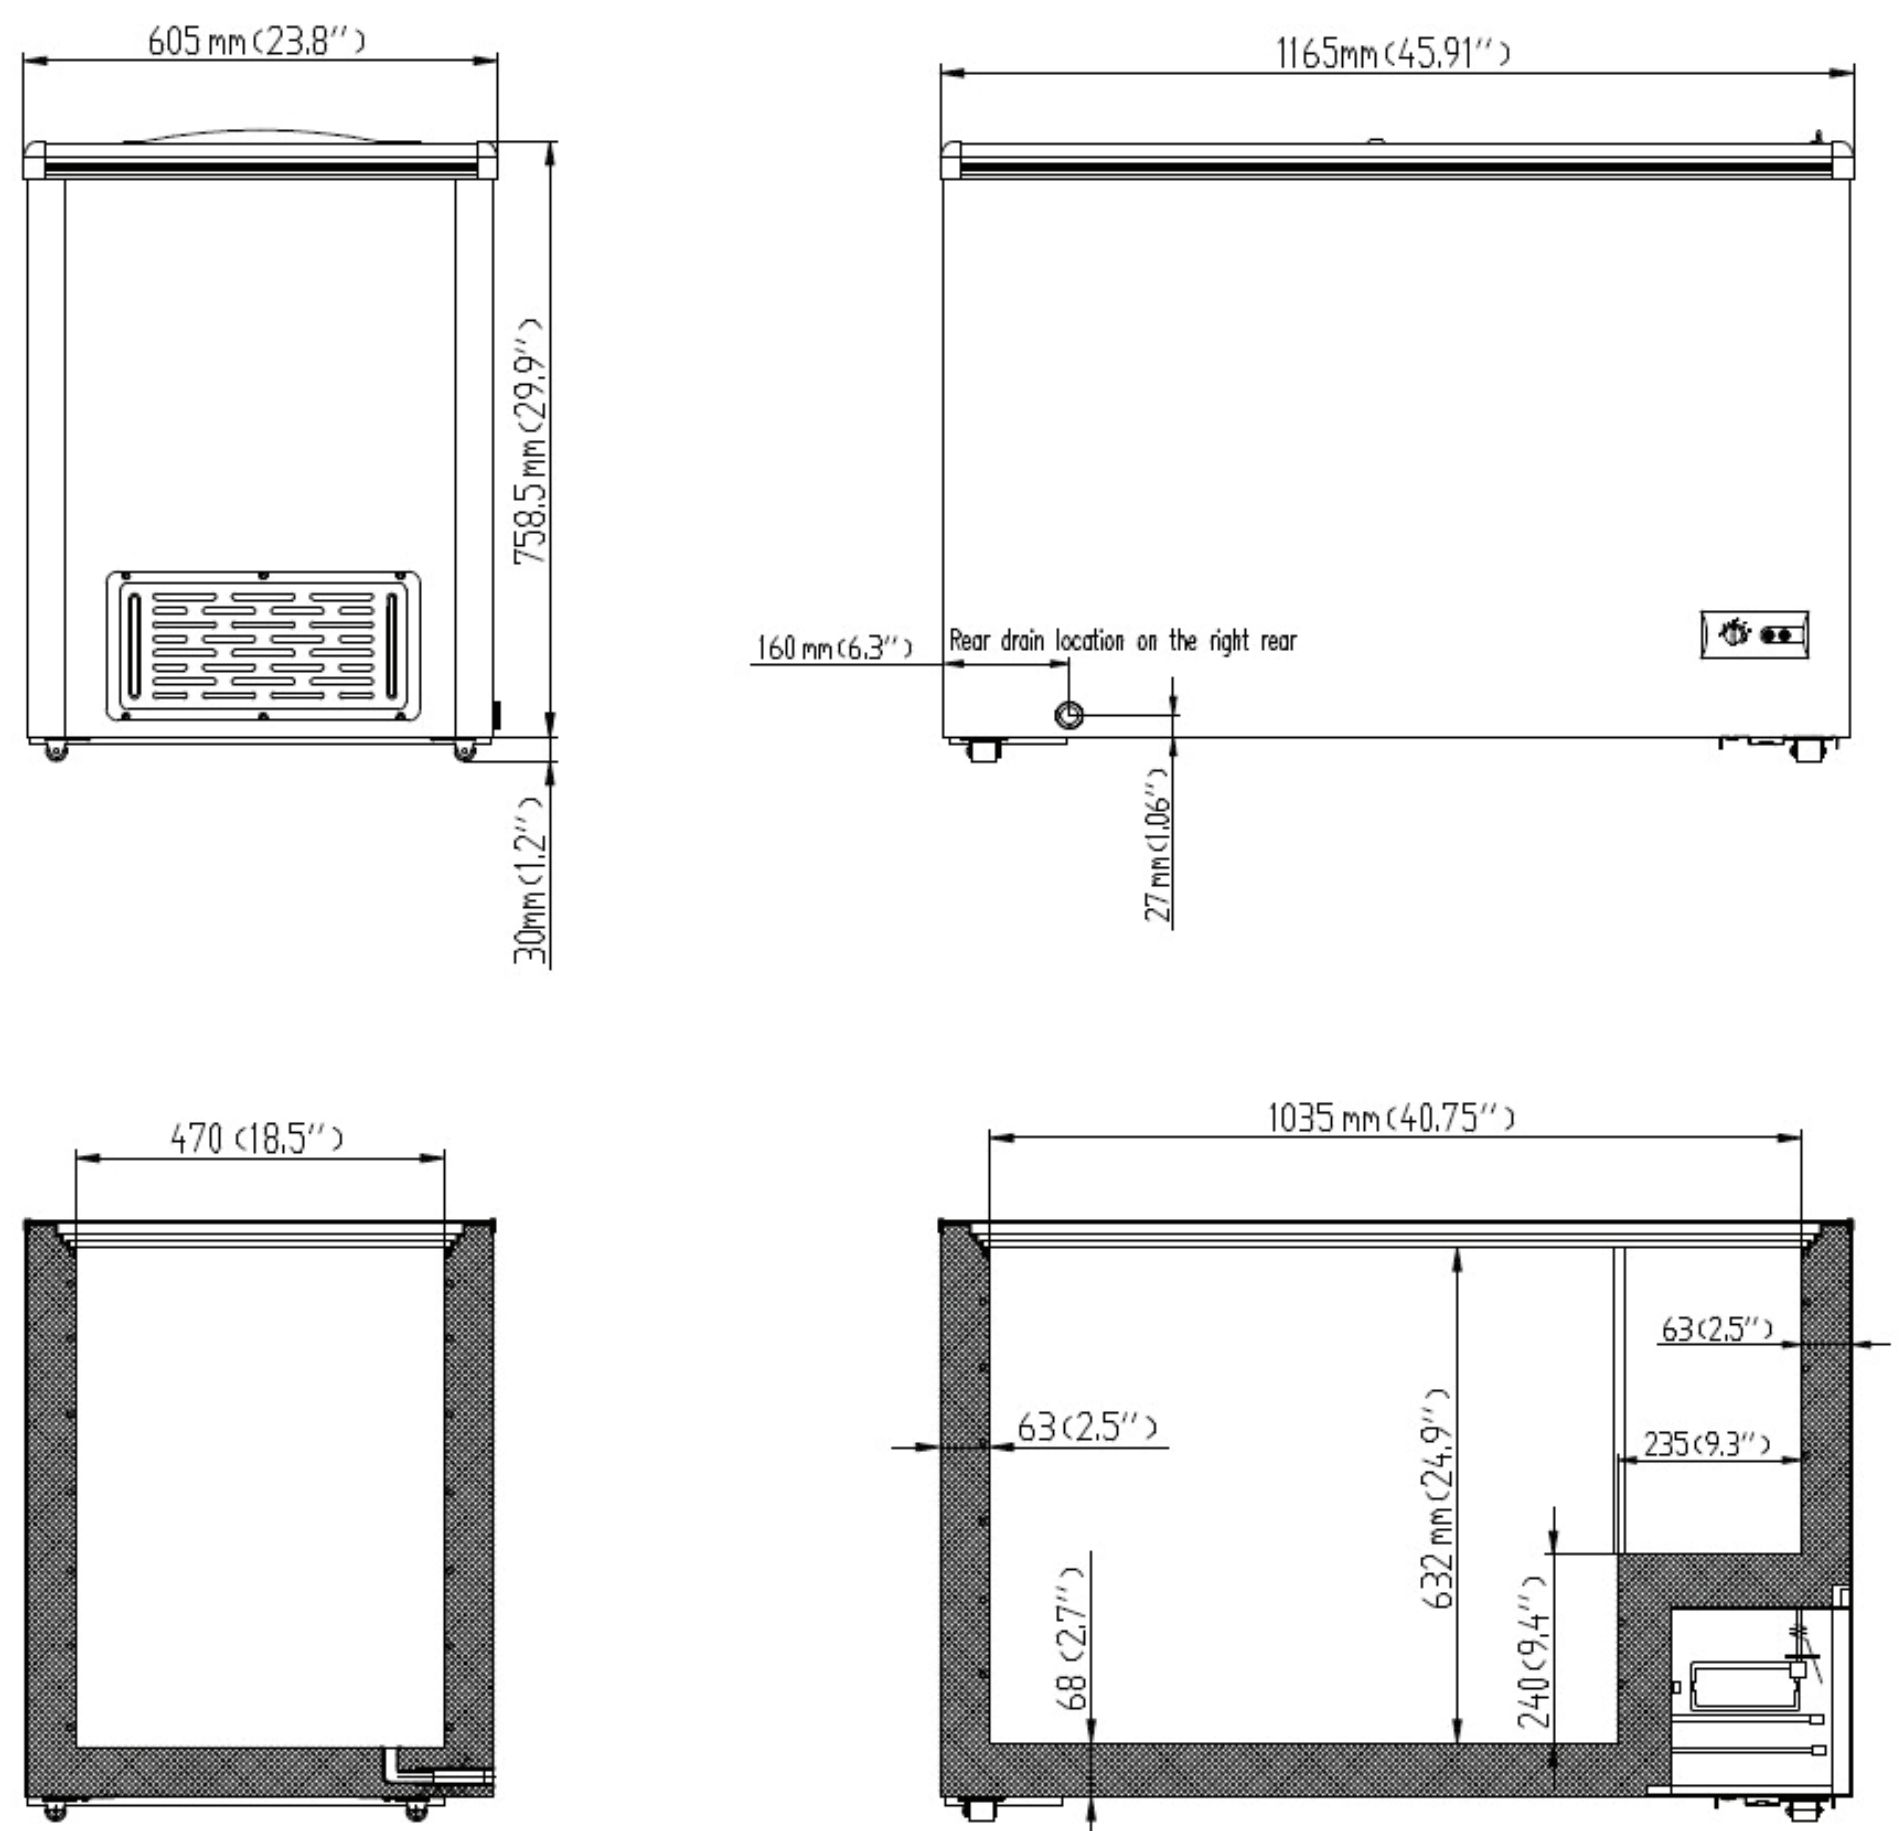 605 mm (23.8’’)
1165mm (45.91’’)
758.5 mm (29.9’’)
160 mm (6.3’’)
Rear drain location on the right rear
27 mm (1.06’’)
30mm (1.2’’)
470 (18.5’’)
1035 mm (40.75’’)
63 (2.5’’)
63 (2.5’’)
632 mm (24.9’’)
235 (9.3’’)
68 (2.7’’)
240 (9.4’’)